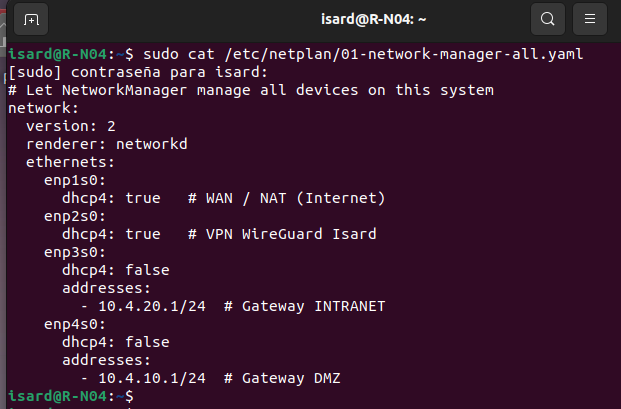 isard@R-N04: ~
isard@R-N04:~$ sudo cat /etc/netplan/01-network-manager-all.yaml
[sudo] contraseña para isard:
# Let NetworkManager manage all devices on this system
network:
  version: 2
  renderer: networkd
  ethernets:
    enp1s0:
      dhcp4: true   # WAN / NAT (Internet)
    enp2s0:
      dhcp4: true   # VPN WireGuard Isard
    enp3s0:
      dhcp4: false
      addresses:
        - 10.4.20.1/24  # Gateway INTRANET
    enp4s0:
      dhcp4: false
      addresses:
        - 10.4.10.1/24  # Gateway DMZ
isard@R-N04:~$